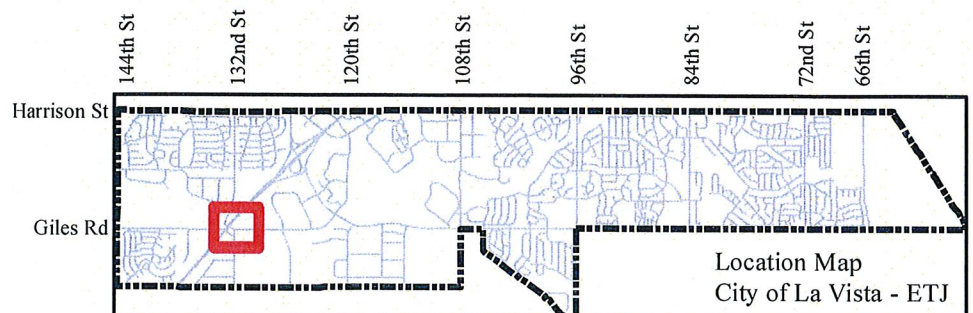 144th St
132nd St
120th St
108th St
96th St
84th St
72nd St
66th St
Harrison St
Giles Rd
Location Map
City of La Vista - ETJ